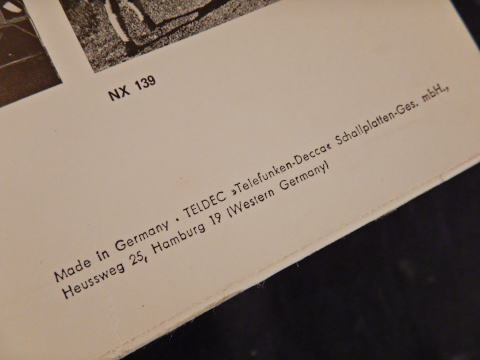 NX 139
Made in Germany · TELDEC »Telefunken-Decca« Schallplatten-Ges. mbH.,
Heussweg 25, Hamburg 19 (Western Germany)